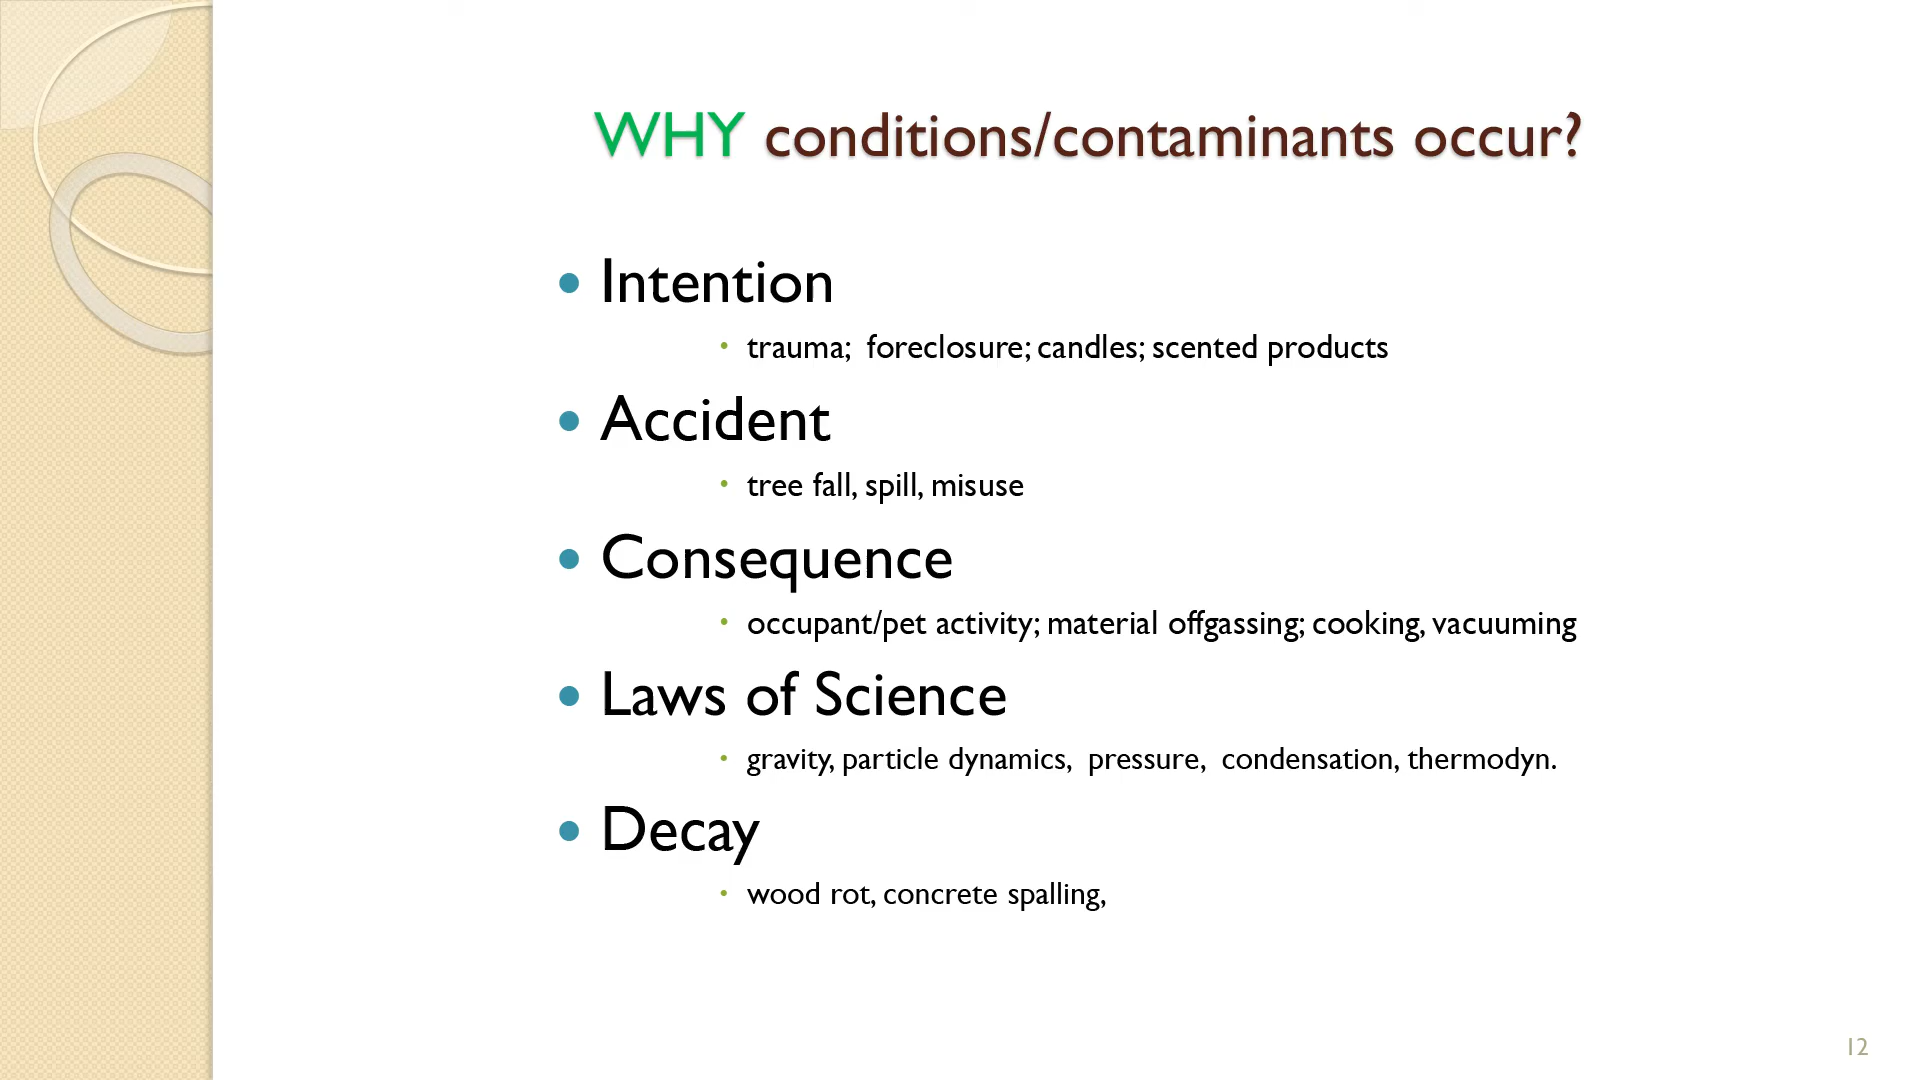 WHY conditions/contaminants occur?
• Intention
• trauma;  foreclosure; candles; scented products
• Accident
• tree fall, spill, misuse
• Consequence
• occupant/pet activity; material offgassing; cooking, vacuuming
• Laws of Science
• gravity, particle dynamics,  pressure,  condensation, thermodyn.
• Decay
• wood rot, concrete spalling,
12